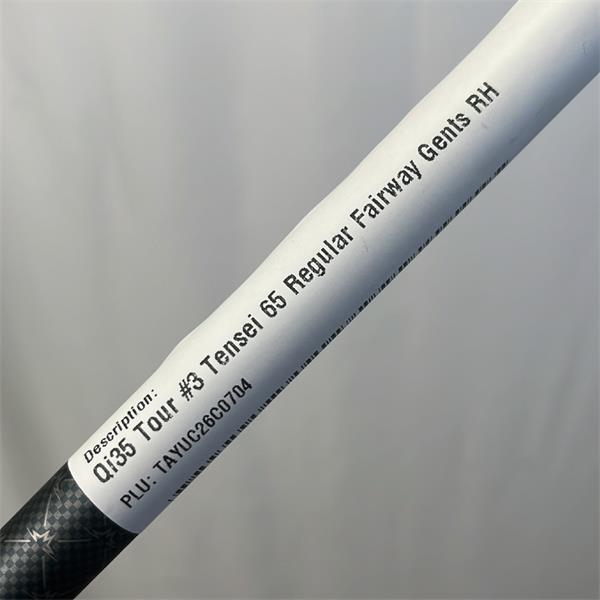 Description:
Qi35 Tour #3 Tensei 65 Regular Fairway Gents RH
PLU: TAYUC26C0704